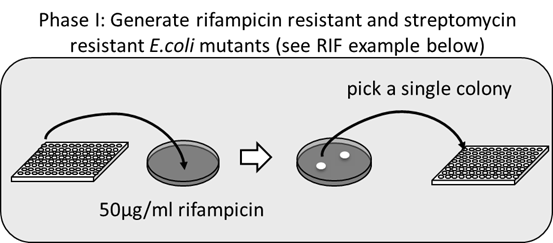 Phase I: Generate rifampicin resistant and streptomycin
resistant E.coli mutants (see RIF example below)
pick a single colony
50µg/ml rifampicin